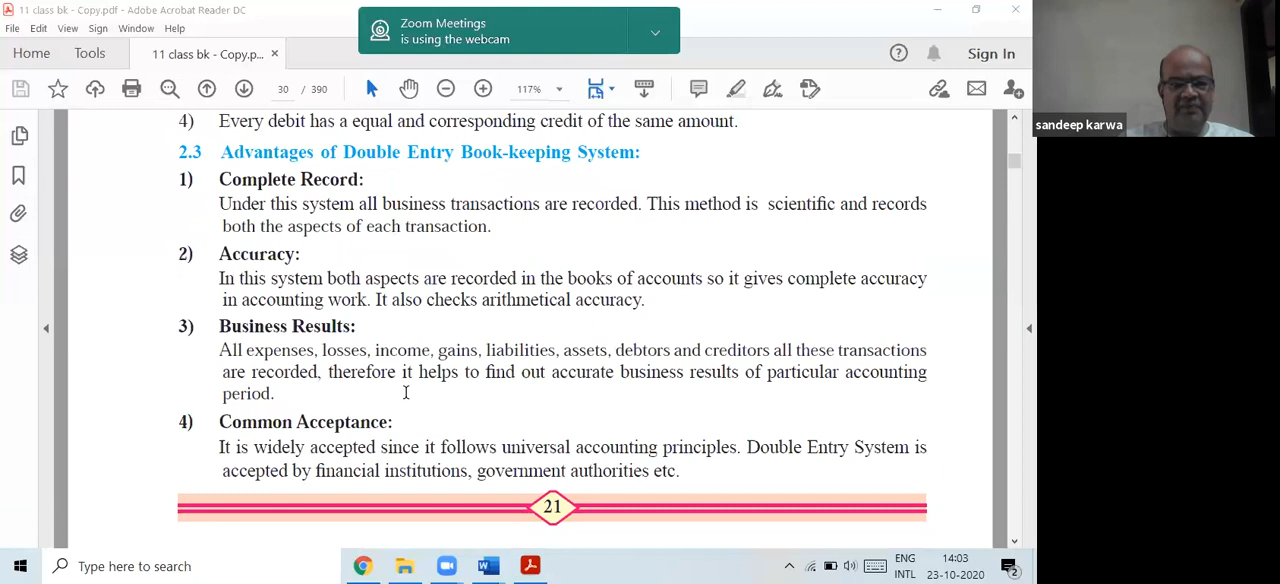 11 class bk - Copy.pdf - Adobe Acrobat Reader DC
File Edit View Sign Window Help
Zoom Meetings
is using the webcam
Home Tools 11 class bk - Copy.p... × Sign In
30 / 390 117%
sandeep karwa
4) Every debit has a equal and corresponding credit of the same amount.
2.3 Advantages of Double Entry Book-keeping System:
1) Complete Record:
Under this system all business transactions are recorded. This method is scientific and records
both the aspects of each transaction.
2) Accuracy:
In this system both aspects are recorded in the books of accounts so it gives complete accuracy
in accounting work. It also checks arithmetical accuracy.
3) Business Results:
All expenses, losses, income, gains, liabilities, assets, debtors and creditors all these transactions
are recorded, therefore it helps to find out accurate business results of particular accounting
period.
4) Common Acceptance:
It is widely accepted since it follows universal accounting principles. Double Entry System is
accepted by financial institutions, government authorities etc.
21
Type here to search
ENG
INTL
14:03
23-10-2020
2